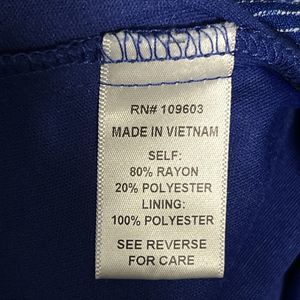 RN# 109603
MADE IN VIETNAM
SELF:
80% RAYON
20% POLYESTER
LINING:
100% POLYESTER
SEE REVERSE
FOR CARE